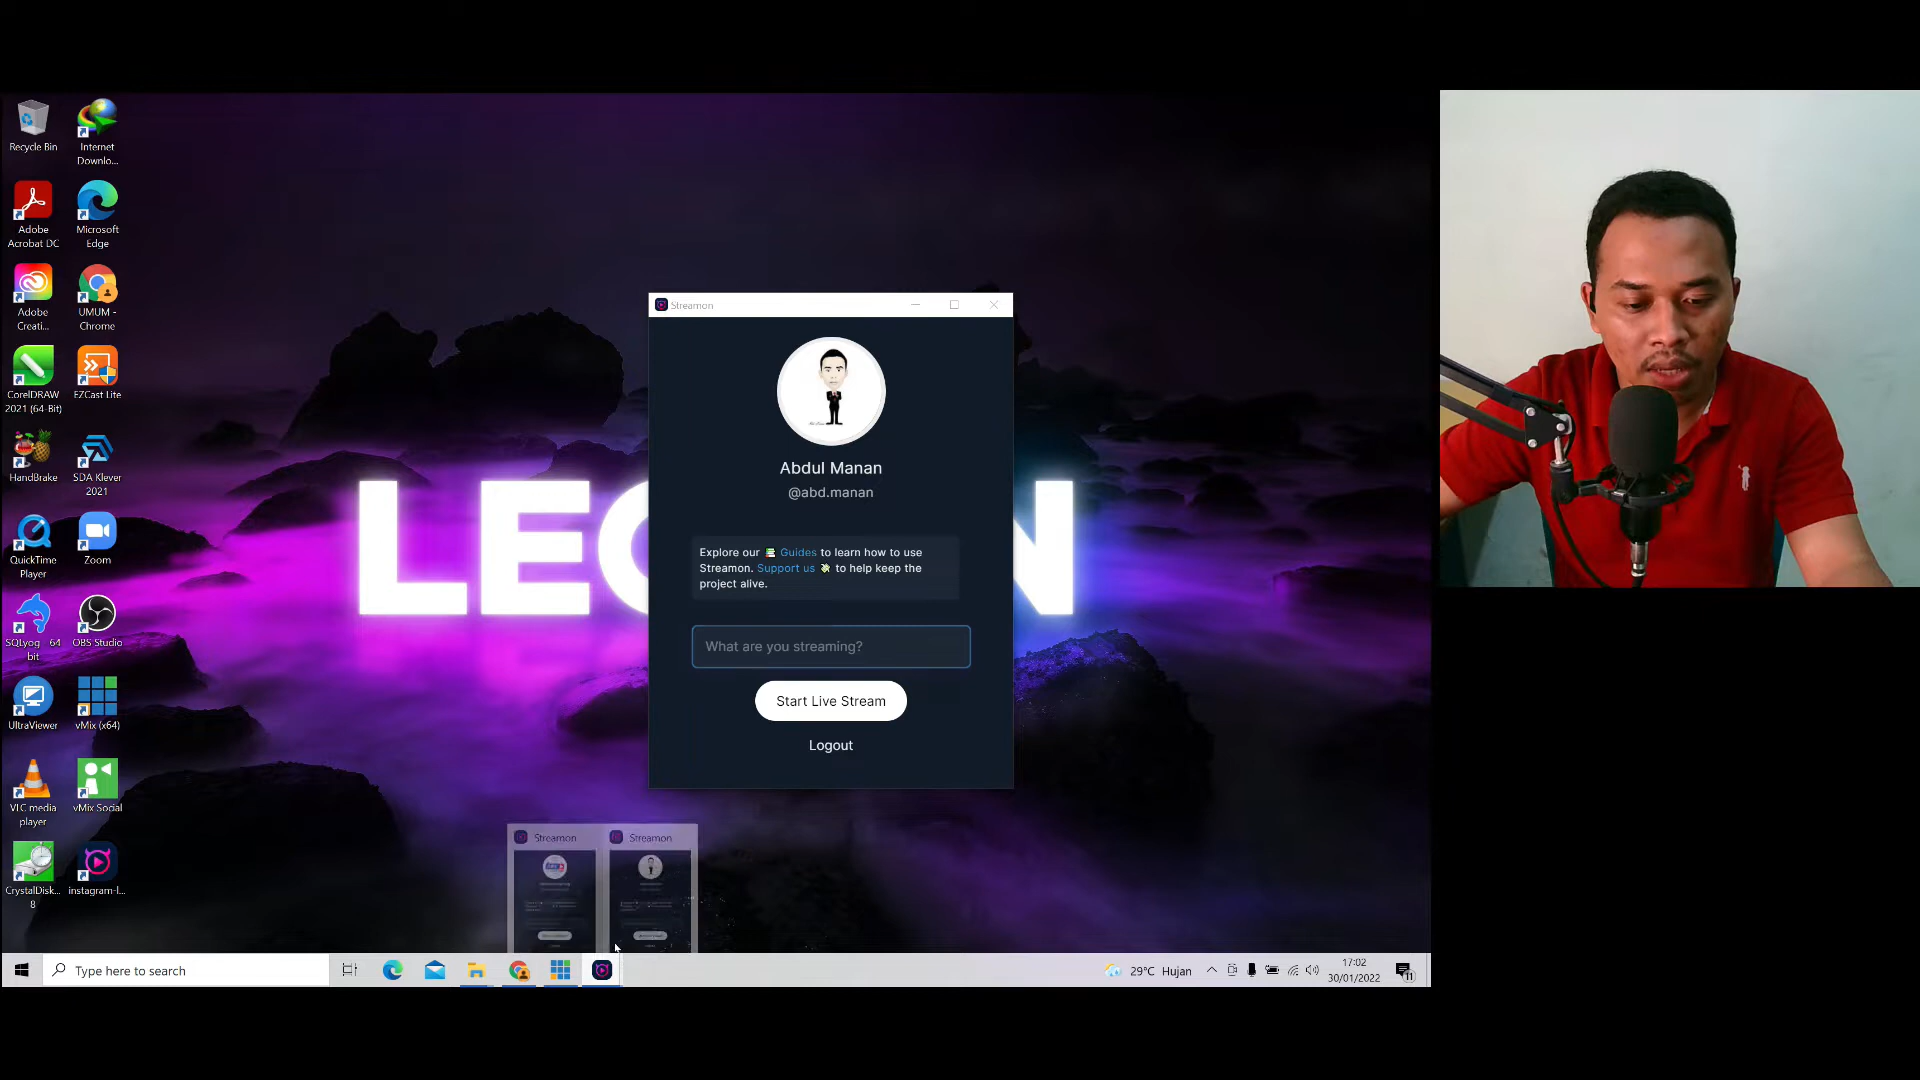 Recycle Bin
Internet
Downlo...
Adobe
Acrobat DC
Microsoft
Edge
Adobe
Creati...
UMUM -
Chrome
CorelDRAW
2021 (64-Bit)
EZCast Lite
HandBrake
SDA Klever
2021
QuickTime
Player
Zoom
SQLyog - 64
bit
OBS Studio
UltraViewer
vMix (x64)
VLC media
player
vMix Social
CrystalDisk...
8
instagram-l...
LE
N
Streamon
Abdul Manan
@abd.manan
Explore our Guides to learn how to use
Streamon. Support us to help keep the
project alive.
What are you streaming?
Start Live Stream
Logout
Streamon
Streamon
Type here to search
29°C Hujan
17:02
30/01/2022
11